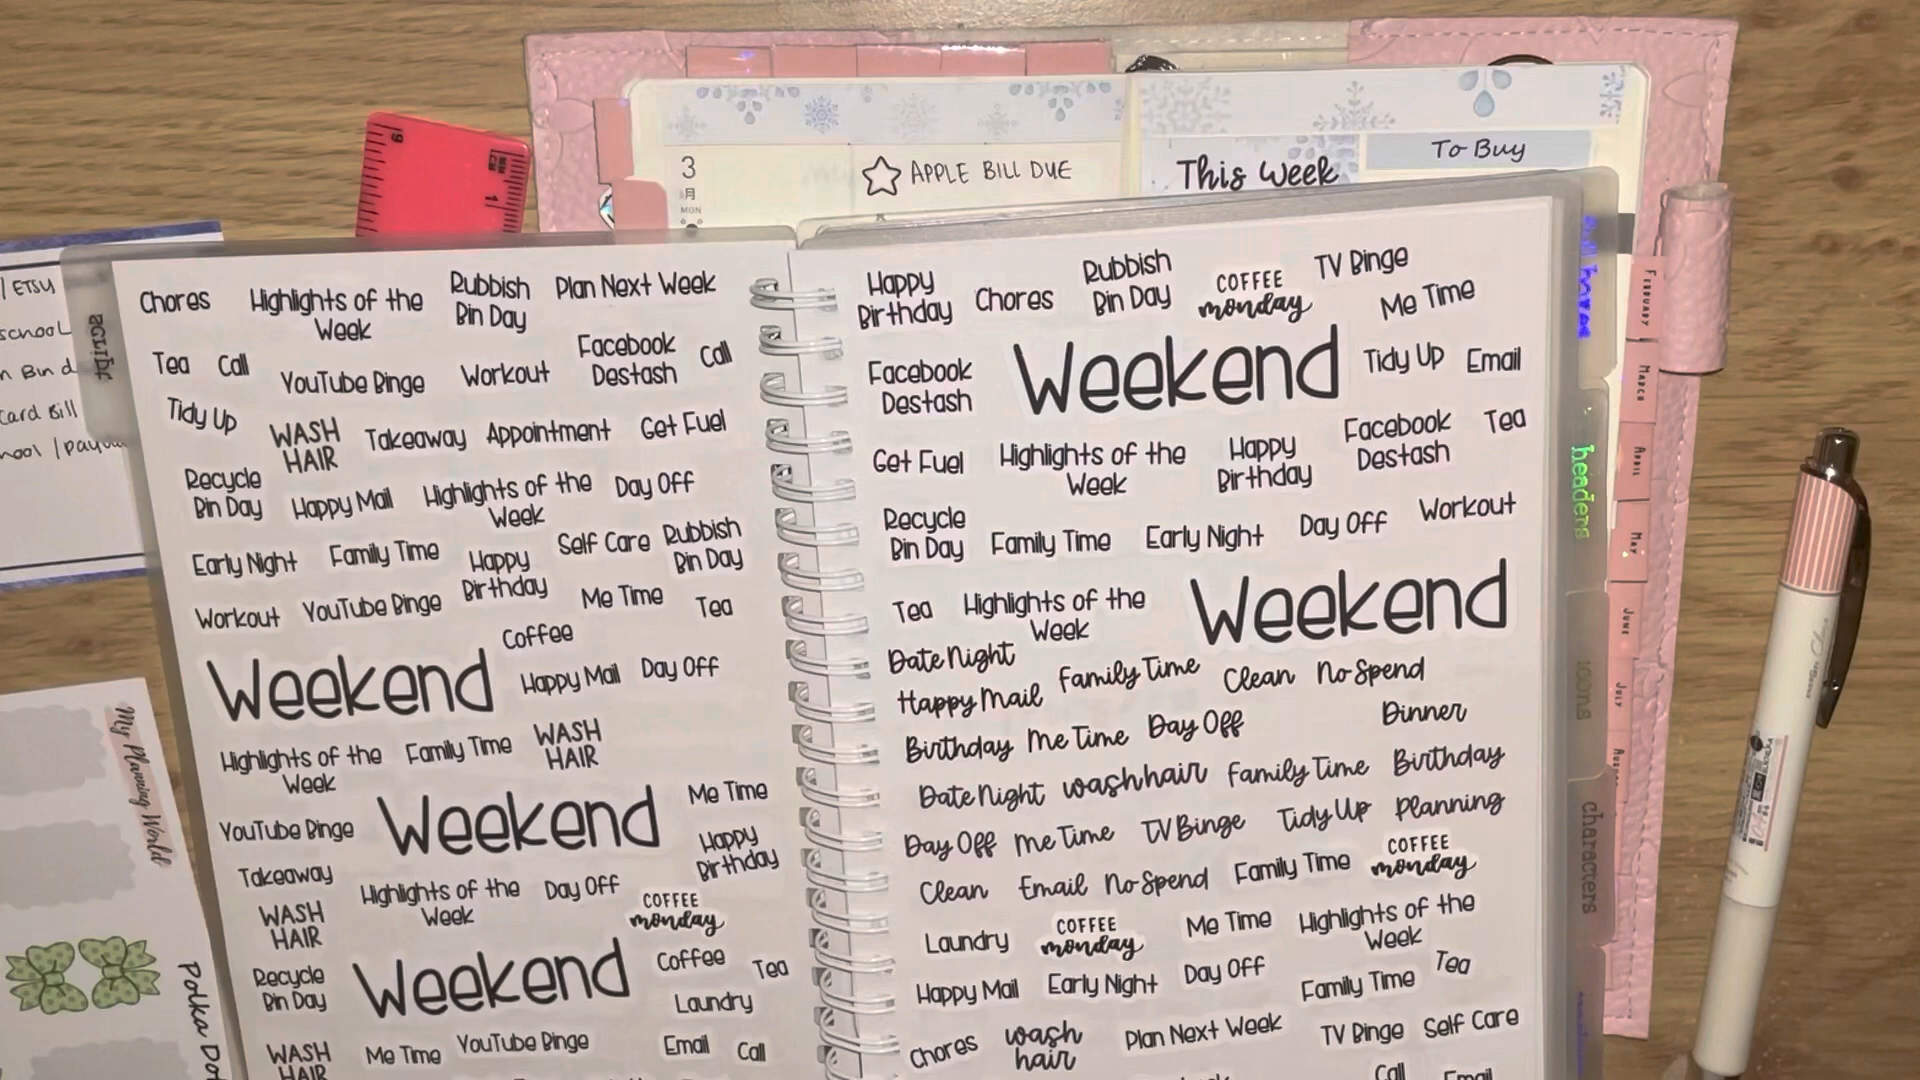 3
月
MON
APPLE BILL DUE
This Week
To Buy
ETSY
school
Card Bill
My Planning World
script
Chores
Highlights of the
Week
Rubbish
Bin Day
Plan Next Week
Tea
Call
YouTube Binge
Workout
Facebook
Destash
Call
Tidy Up
WASH
HAIR
Takeaway
Appointment
Get Fuel
Recycle
Bin Day
Happy Mail
Highlights of the
Week
Day Off
Early Night
Family Time
Happy
Birthday
Self Care
Rubbish
Bin Day
Workout
YouTube Binge
Me Time
Tea
Weekend
Coffee
Happy Mail
Day Off
Highlights of the
Week
Family Time
WASH
HAIR
YouTube Binge
Weekend
Me Time
Happy
Birthday
Takeaway
Highlights of the
Week
Day Off
COFFEE
monday
WASH
HAIR
Recycle
Bin Day
Weekend
Coffee
Tea
Laundry
WASH
HAIR
Me Time
YouTube Binge
Email
Call
Happy
Birthday
Chores
Rubbish
Bin Day
COFFEE
monday
TV Binge
Me Time
Facebook
Destash
Weekend
Tidy Up
Email
Get Fuel
Highlights of the
Week
Happy
Birthday
Facebook
Destash
Tea
Recycle
Bin Day
Family Time
Early Night
Day Off
Workout
Tea
Highlights of the
Week
Weekend
Date Night
Happy Mail
Family Time
Clean
No Spend
Birthday
Me Time
Day Off
Dinner
Date Night
wash hair
Family Time
Birthday
Day Off
Me Time
TV Binge
Tidy Up
Planning
Clean
Email
No Spend
Family Time
COFFEE
monday
Laundry
COFFEE
monday
Me Time
Highlights of the
Week
Happy Mail
Early Night
Day Off
Family Time
Tea
Chores
wash
hair
Plan Next Week
TV Binge
Self Care
Call
Email
headers
icons
characters
FEBRUARY
MARCH
APRIL
MAY
JUNE
JULY